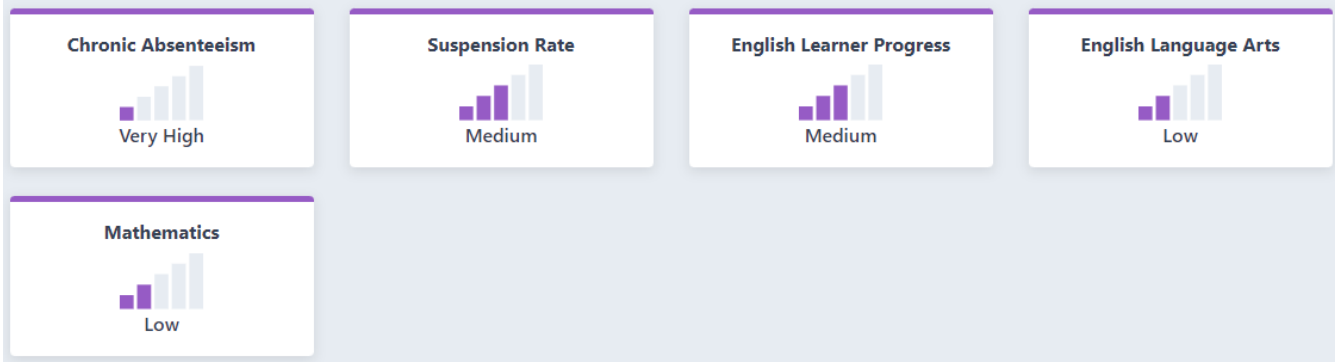 Chronic Absenteeism
Very High
Suspension Rate
Medium
English Learner Progress
Medium
English Language Arts
Low
Mathematics
Low